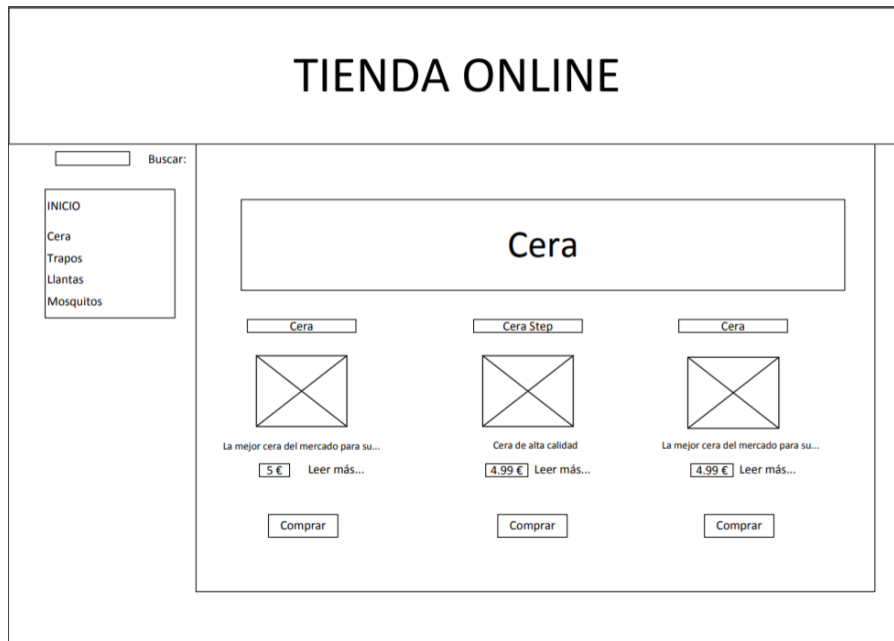 TIENDA ONLINE
Buscar:
INICIO
Cera
Trapos
Llantas
Mosquitos
Cera
Cera
Cera Step
Cera
La mejor cera del mercado para su...
Cera de alta calidad
La mejor cera del mercado para su...
5 € Leer más...
4.99 € Leer más...
4.99 € Leer más...
Comprar
Comprar
Comprar